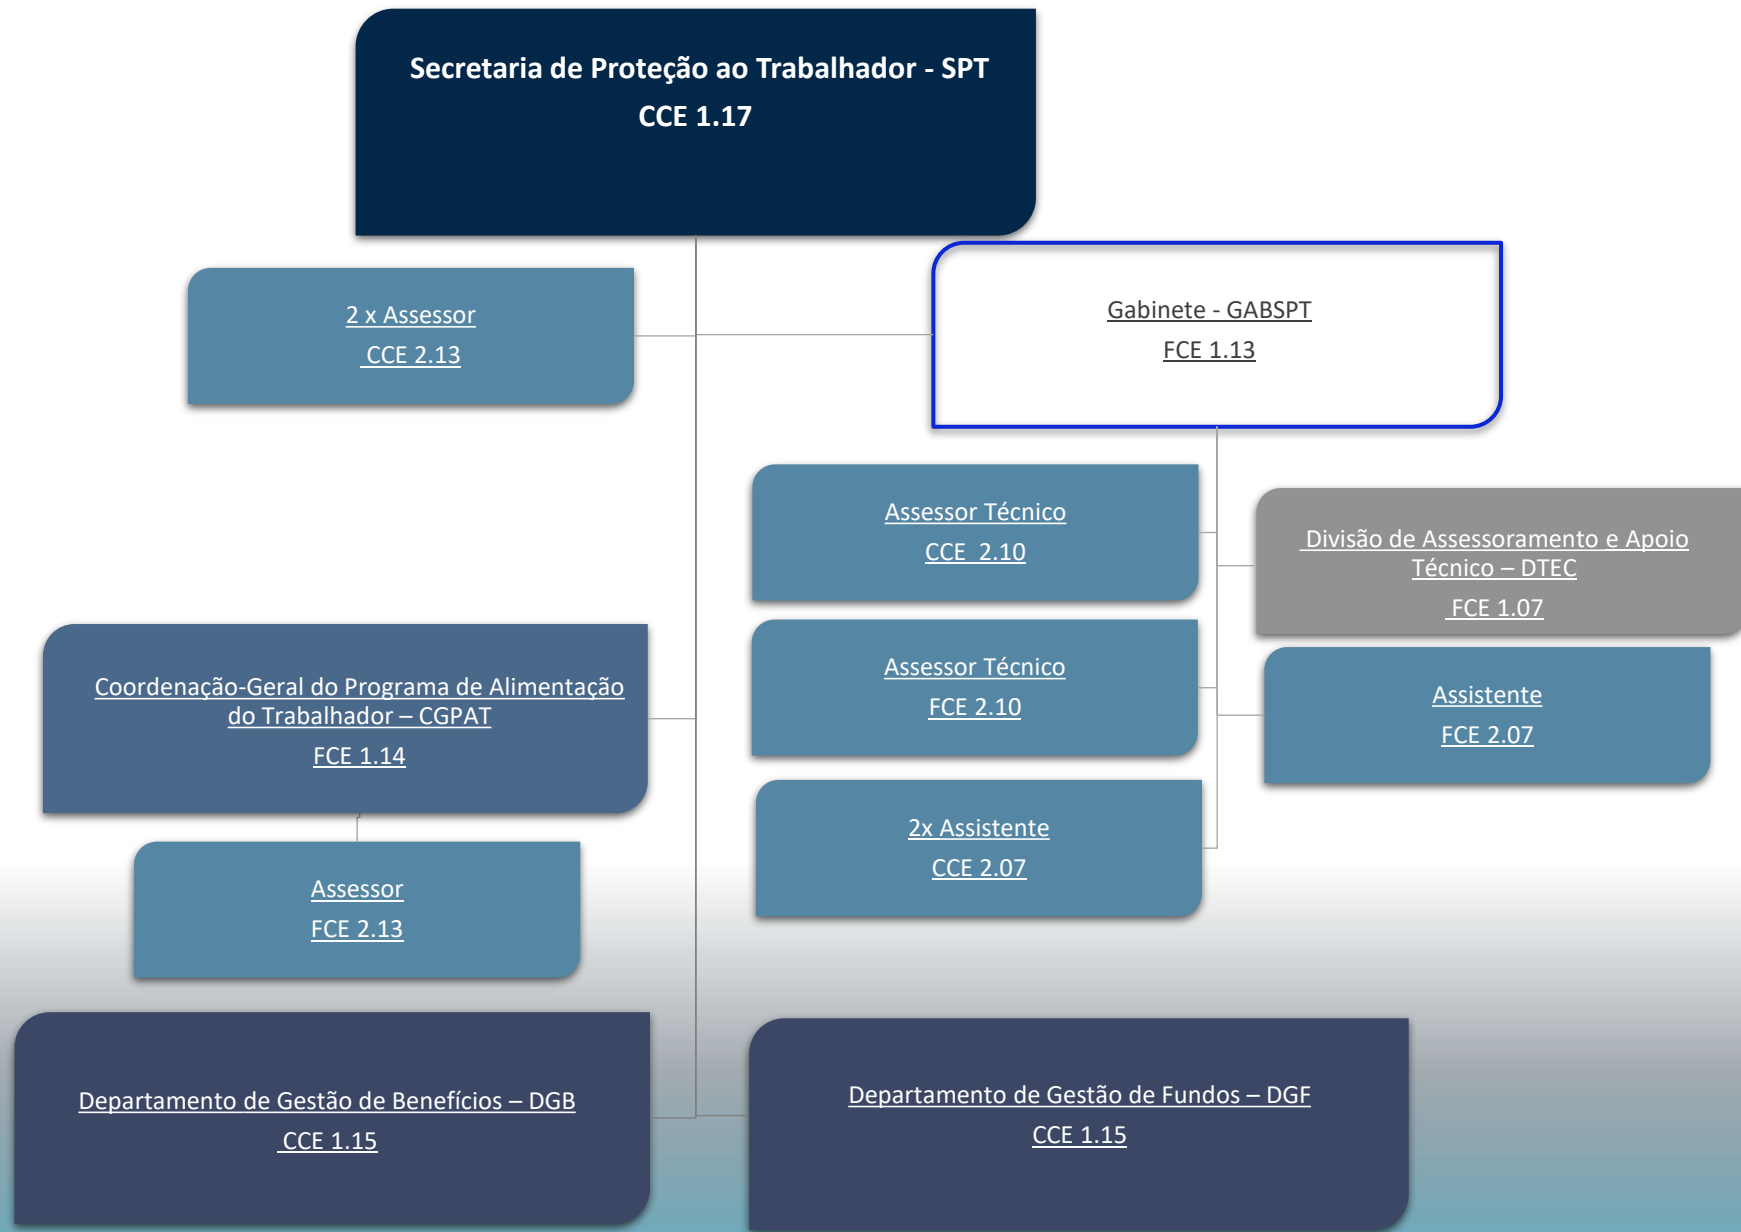 Secretaria de Proteção ao Trabalhador - SPT
CCE 1.17
2 x Assessor
CCE 2.13
Gabinete - GABSPT
FCE 1.13
Assessor Técnico
CCE  2.10
Divisão de Assessoramento e Apoio
Técnico – DTEC
FCE 1.07
Assessor Técnico
FCE 2.10
Assistente
FCE 2.07
Coordenação-Geral do Programa de Alimentação
do Trabalhador – CGPAT
FCE 1.14
2x Assistente
CCE 2.07
Assessor
FCE 2.13
Departamento de Gestão de Benefícios – DGB
CCE 1.15
Departamento de Gestão de Fundos – DGF
CCE 1.15